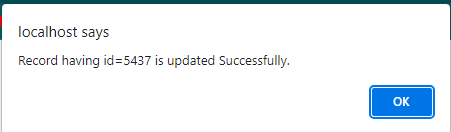 localhost says
Record having id=5437 is updated Successfully.
OK